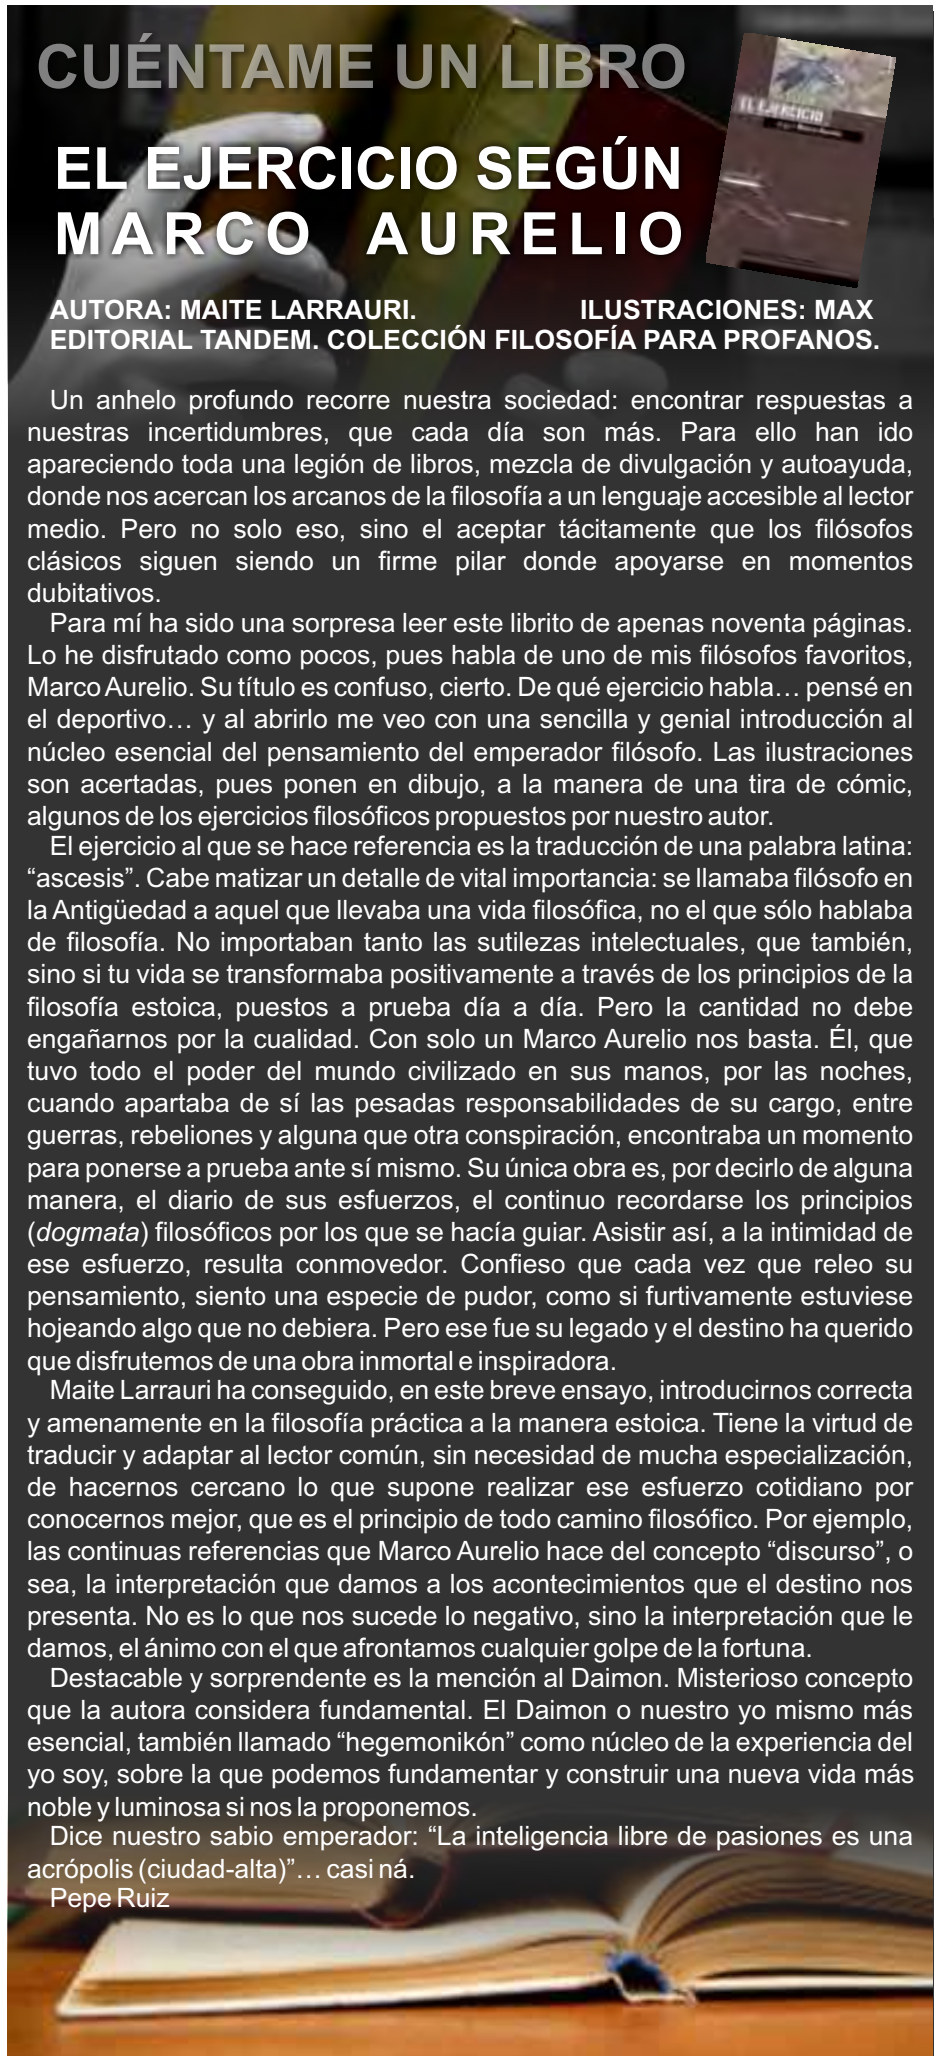 CUÉNTAME UN LIBRO
EL EJERCICIO
EL EJERCICIO SEGÚN
MARCO AURELIO
AUTORA: MAITE LARRAURI. ILUSTRACIONES: MAX
EDITORIAL TANDEM. COLECCIÓN FILOSOFÍA PARA PROFANOS.
Un anhelo profundo recorre nuestra sociedad: encontrar respuestas a
nuestras incertidumbres, que cada día son más. Para ello han ido
apareciendo toda una legión de libros, mezcla de divulgación y autoayuda,
donde nos acercan los arcanos de la filosofía a un lenguaje accesible al lector
medio. Pero no solo eso, sino el aceptar tácitamente que los filósofos
clásicos siguen siendo un firme pilar donde apoyarse en momentos
dubitativos.
Para mí ha sido una sorpresa leer este librito de apenas noventa páginas.
Lo he disfrutado como pocos, pues habla de uno de mis filósofos favoritos,
Marco Aurelio. Su título es confuso, cierto. De qué ejercicio habla… pensé en
el deportivo… y al abrirlo me veo con una sencilla y genial introducción al
núcleo esencial del pensamiento del emperador filósofo. Las ilustraciones
son acertadas, pues ponen en dibujo, a la manera de una tira de cómic,
algunos de los ejercicios filosóficos propuestos por nuestro autor.
El ejercicio al que se hace referencia es la traducción de una palabra latina:
“ascesis”. Cabe matizar un detalle de vital importancia: se llamaba filósofo en
la Antigüedad a aquel que llevaba una vida filosófica, no el que sólo hablaba
de filosofía. No importaban tanto las sutilezas intelectuales, que también,
sino si tu vida se transformaba positivamente a través de los principios de la
filosofía estoica, puestos a prueba día a día. Pero la cantidad no debe
engañarnos por la cualidad. Con solo un Marco Aurelio nos basta. Él, que
tuvo todo el poder del mundo civilizado en sus manos, por las noches,
cuando apartaba de sí las pesadas responsabilidades de su cargo, entre
guerras, rebeliones y alguna que otra conspiración, encontraba un momento
para ponerse a prueba ante sí mismo. Su única obra es, por decirlo de alguna
manera, el diario de sus esfuerzos, el continuo recordarse los principios
(dogmata) filosóficos por los que se hacía guiar. Asistir así, a la intimidad de
ese esfuerzo, resulta conmovedor. Confieso que cada vez que releo su
pensamiento, siento una especie de pudor, como si furtivamente estuviese
hojeando algo que no debiera. Pero ese fue su legado y el destino ha querido
que disfrutemos de una obra inmortal e inspiradora.
Maite Larrauri ha conseguido, en este breve ensayo, introducirnos correcta
y amenamente en la filosofía práctica a la manera estoica. Tiene la virtud de
traducir y adaptar al lector común, sin necesidad de mucha especialización,
de hacernos cercano lo que supone realizar ese esfuerzo cotidiano por
conocernos mejor, que es el principio de todo camino filosófico. Por ejemplo,
las continuas referencias que Marco Aurelio hace del concepto “discurso”, o
sea, la interpretación que damos a los acontecimientos que el destino nos
presenta. No es lo que nos sucede lo negativo, sino la interpretación que le
damos, el ánimo con el que afrontamos cualquier golpe de la fortuna.
Destacable y sorprendente es la mención al Daimon. Misterioso concepto
que la autora considera fundamental. El Daimon o nuestro yo mismo más
esencial, también llamado “hegemonikón” como núcleo de la experiencia del
yo soy, sobre la que podemos fundamentar y construir una nueva vida más
noble y luminosa si nos la proponemos.
Dice nuestro sabio emperador: “La inteligencia libre de pasiones es una
acrópolis (ciudad-alta)”… casi ná.
Pepe Ruiz